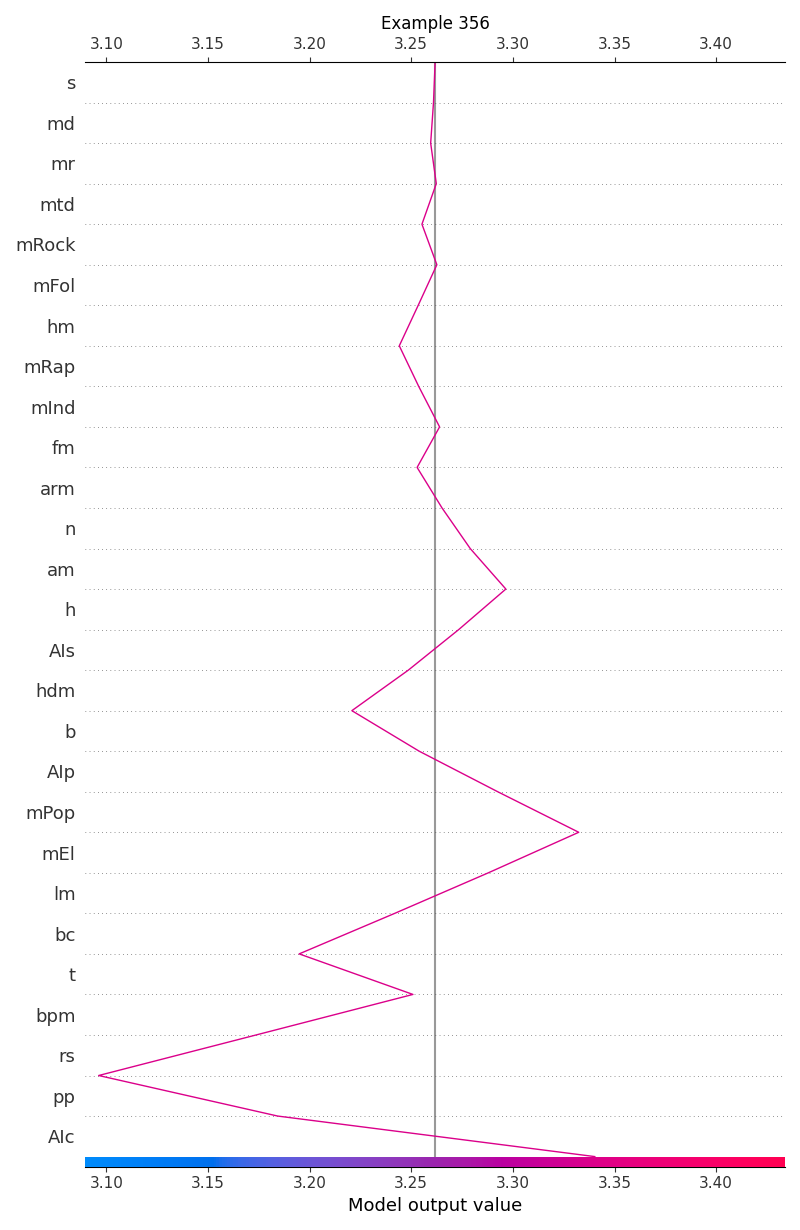 Example 356
3.10 3.15 3.20 3.25 3.30 3.35 3.40
s
md
mr
mtd
mRock
mFol
hm
mRap
mInd
fm
arm
n
am
h
AIs
hdm
b
AIp
mPop
mEl
lm
bc
t
bpm
rs
pp
AIc
3.10 3.15 3.20 3.25 3.30 3.35 3.40
Model output value